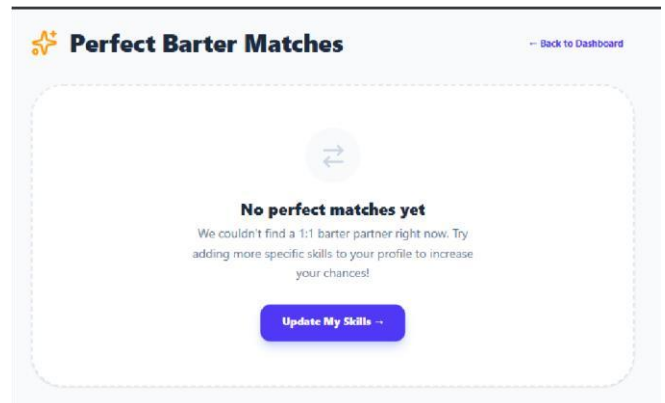 Perfect Barter Matches
← Back to Dashboard
No perfect matches yet
We couldn't find a 1:1 barter partner right now. Try
adding more specific skills to your profile to increase
your chances!
Update My Skills →